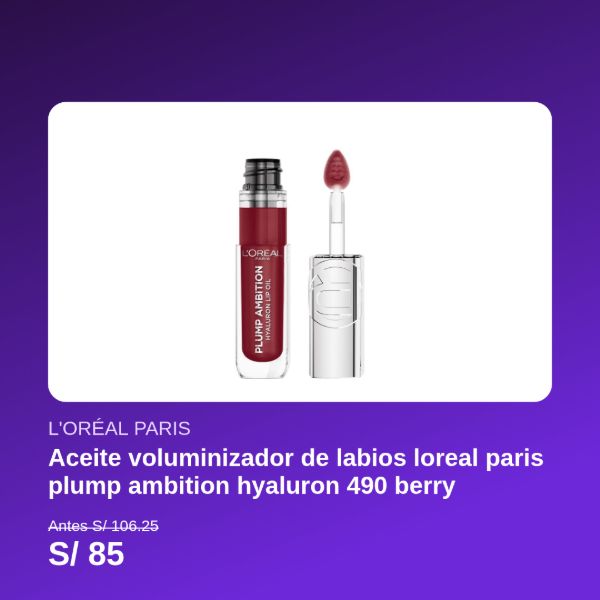 L'ORÉAL
PARIS
PLUMP AMBITION
HYALURON LIP OIL
L'ORÉAL PARIS
Aceite voluminizador de labios loreal paris
plump ambition hyaluron 490 berry
Antes S/ 106.25
S/ 85